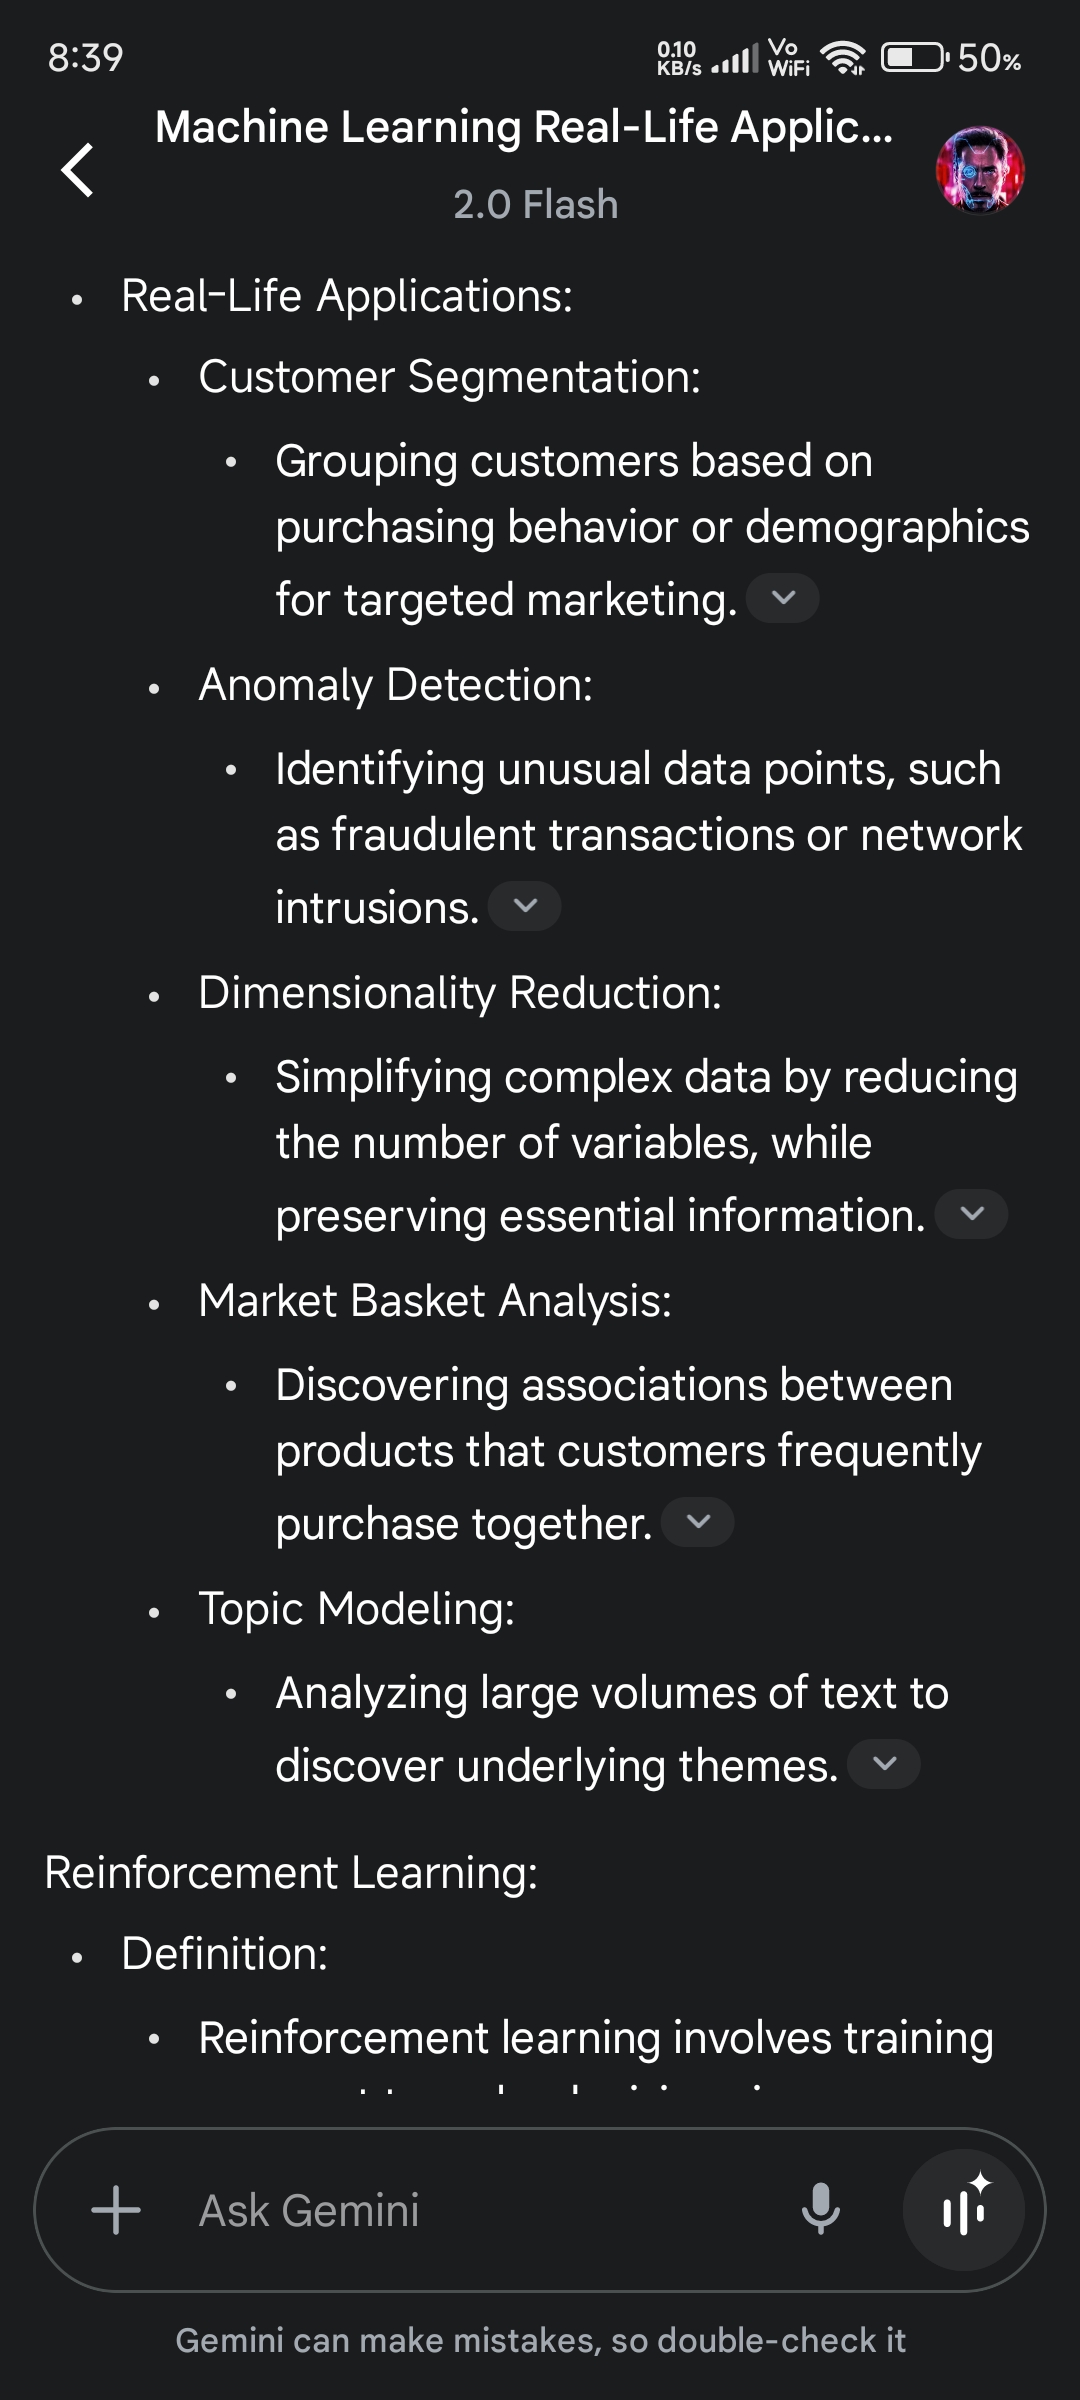 8:39
0.10
KB/s
Vo
WiFi
50%
Machine Learning Real-Life Applic...
2.0 Flash
• Real-Life Applications:
• Customer Segmentation:
• Grouping customers based on
purchasing behavior or demographics
for targeted marketing.
• Anomaly Detection:
• Identifying unusual data points, such
as fraudulent transactions or network
intrusions.
• Dimensionality Reduction:
• Simplifying complex data by reducing
the number of variables, while
preserving essential information.
• Market Basket Analysis:
• Discovering associations between
products that customers frequently
purchase together.
• Topic Modeling:
• Analyzing large volumes of text to
discover underlying themes.
Reinforcement Learning:
• Definition:
• Reinforcement learning involves training
Ask Gemini
Gemini can make mistakes, so double-check it